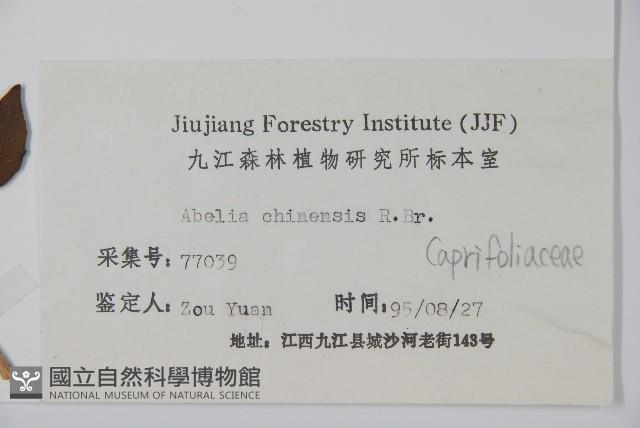 Jiujiang Forestry Institute (JJF)
九江森林植物研究所标本室
Abelia chinensis R.Br.
Caprifoliaceae
采集号: 77039
鉴定人: Zou Yuan 时间: 95/08/27
地址: 江西九江县城沙河老街143号
國立自然科學博物館
NATIONAL MUSEUM OF NATURAL SCIENCE